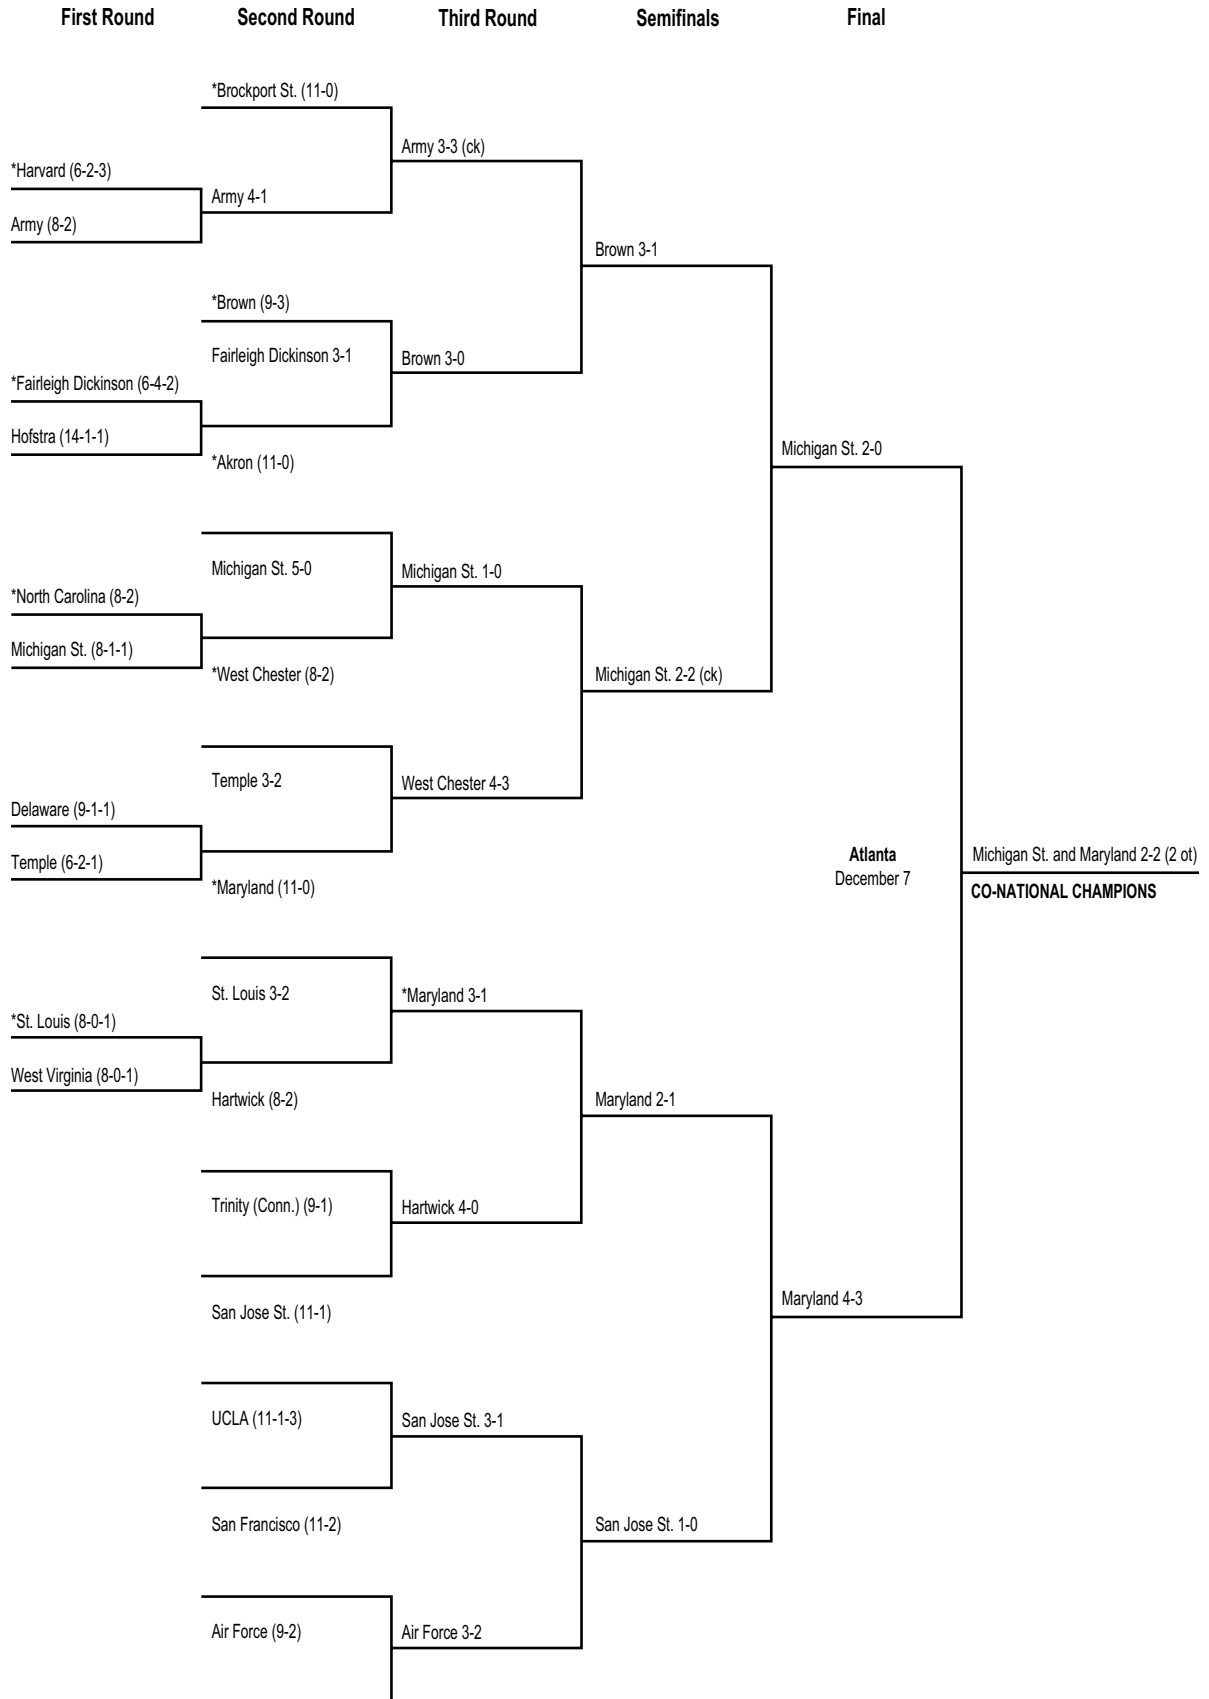 First Round
Second Round
Third Round
Semifinals
Final
*Brockport St. (11-0)
Army 3-3 (ck)
*Harvard (6-2-3)
Army 4-1
Army (8-2)
Brown 3-1
*Brown (9-3)
Fairleigh Dickinson 3-1
Brown 3-0
*Fairleigh Dickinson (6-4-2)
Hofstra (14-1-1)
Michigan St. 2-0
*Akron (11-0)
Michigan St. 5-0
Michigan St. 1-0
*North Carolina (8-2)
Michigan St. (8-1-1)
*West Chester (8-2)
Michigan St. 2-2 (ck)
Temple 3-2
West Chester 4-3
Delaware (9-1-1)
Temple (6-2-1)
Atlanta
December 7
Michigan St. and Maryland 2-2 (2 ot)
CO-NATIONAL CHAMPIONS
*Maryland (11-0)
St. Louis 3-2
*Maryland 3-1
*St. Louis (8-0-1)
West Virginia (8-0-1)
Hartwick (8-2)
Maryland 2-1
Trinity (Conn.) (9-1)
Hartwick 4-0
Maryland 4-3
San Jose St. (11-1)
UCLA (11-1-3)
San Jose St. 3-1
San Francisco (11-2)
San Jose St. 1-0
Air Force (9-2)
Air Force 3-2